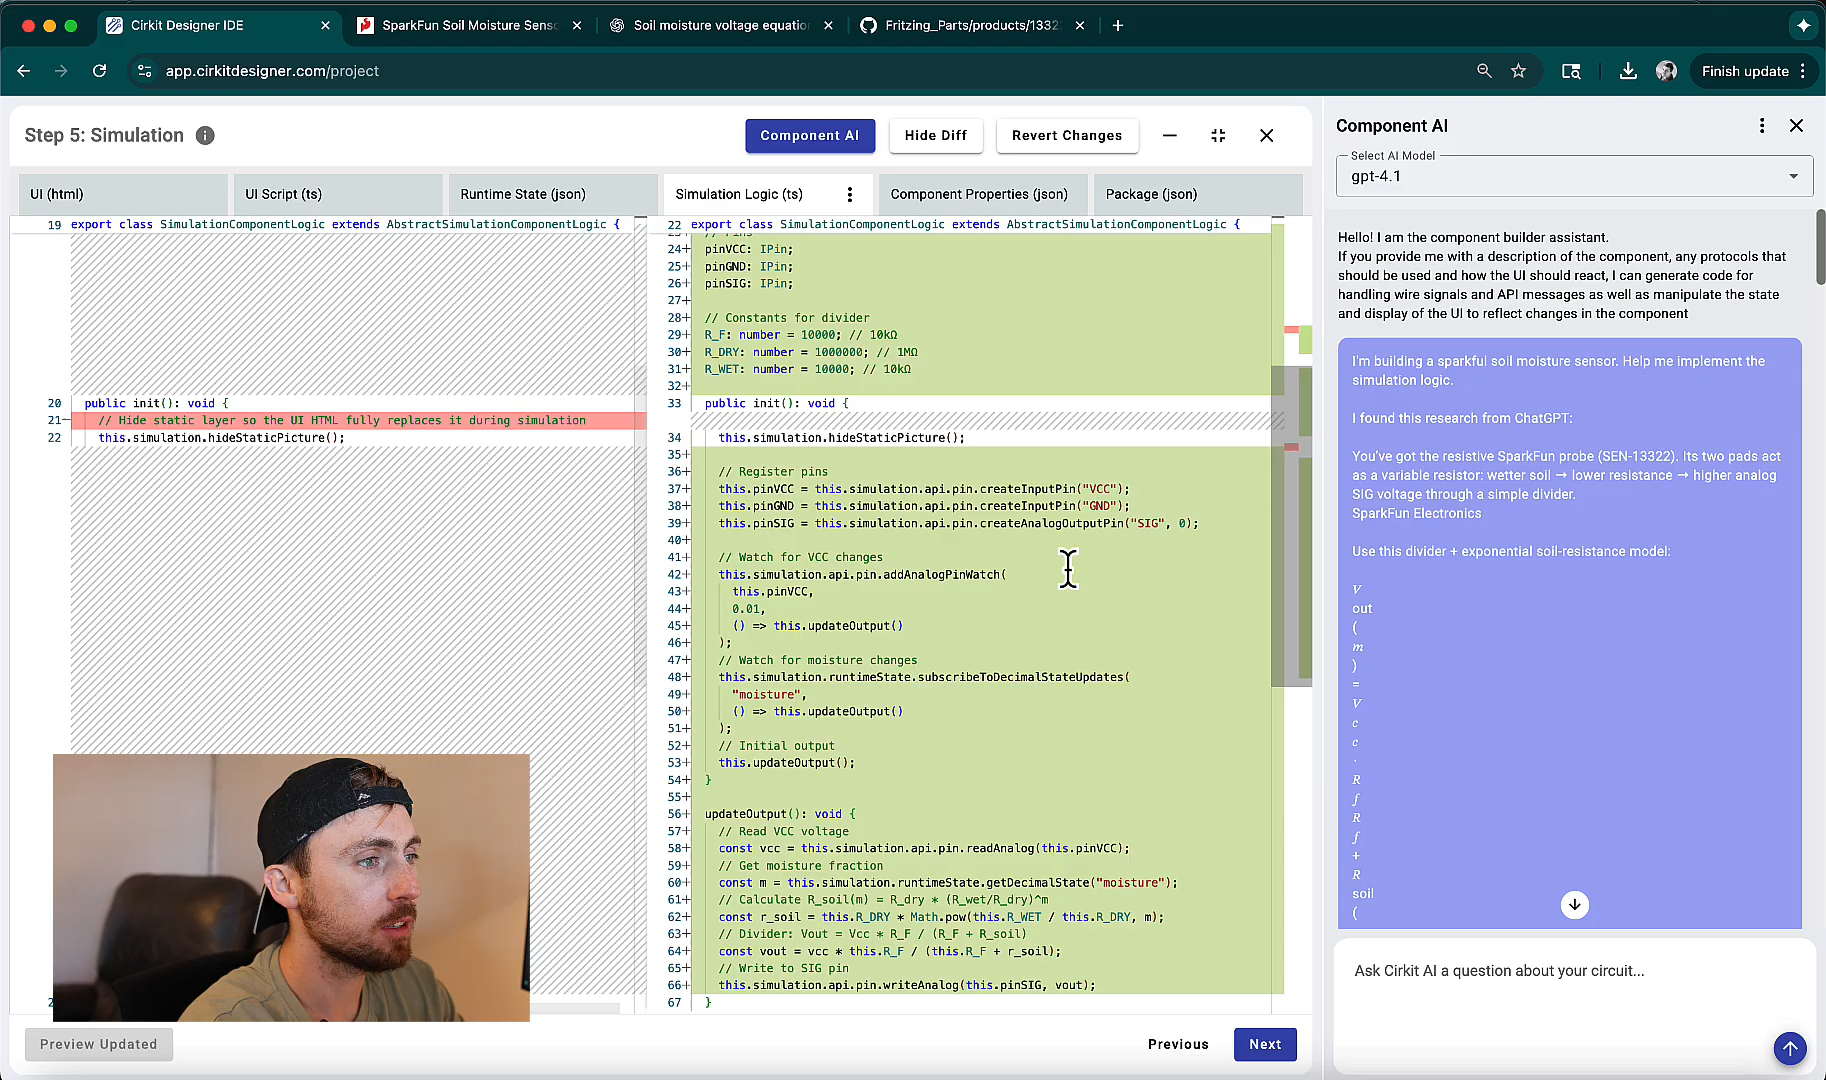 Cirkit Designer IDE
SparkFun Soil Moisture Sens
Soil moisture voltage equatio
Fritzing_Parts/products/1332
app.cirkitdesigner.com/project
Finish update
Step 5: Simulation
Component AI
Hide Diff
Revert Changes
UI (html)
UI Script (ts)
Runtime State (json)
Simulation Logic (ts)
Component Properties (json)
Package (json)
19 export class SimulationComponentLogic extends AbstractSimulationComponentLogic {
20 public init(): void {
21- // Hide static layer so the UI HTML fully replaces it during simulation
22 this.simulation.hideStaticPicture();
22 export class SimulationComponentLogic extends AbstractSimulationComponentLogic {
24+ pinVCC: IPin;
25+ pinGND: IPin;
26+ pinSIG: IPin;
27+
28+ // Constants for divider
29+ R_F: number = 10000; // 10kΩ
30+ R_DRY: number = 1000000; // 1MΩ
31+ R_WET: number = 10000; // 10kΩ
32+
33 public init(): void {
34 this.simulation.hideStaticPicture();
35+
36+ // Register pins
37+ this.pinVCC = this.simulation.api.pin.createInputPin("VCC");
38+ this.pinGND = this.simulation.api.pin.createInputPin("GND");
39+ this.pinSIG = this.simulation.api.pin.createAnalogOutputPin("SIG", 0);
40+
41+ // Watch for VCC changes
42+ this.simulation.api.pin.addAnalogPinWatch(
43+ this.pinVCC,
44+ 0.01,
45+ () => this.updateOutput()
46+ );
47+ // Watch for moisture changes
48+ this.simulation.runtimeState.subscribeToDecimalStateUpdates(
49+ "moisture",
50+ () => this.updateOutput()
51+ );
52+ // Initial output
53+ this.updateOutput();
54+ }
55+
56+ updateOutput(): void {
57+ // Read VCC voltage
58+ const vcc = this.simulation.api.pin.readAnalog(this.pinVCC);
59+ // Get moisture fraction
60+ const m = this.simulation.runtimeState.getDecimalState("moisture");
61+ // Calculate R_soil(m) = R_dry * (R_wet/R_dry)^m
62+ const r_soil = this.R_DRY * Math.pow(this.R_WET / this.R_DRY, m);
63+ // Divider: Vout = Vcc * R_F / (R_F + R_soil)
64+ const vout = vcc * this.R_F / (this.R_F + r_soil);
65+ // Write to SIG pin
66+ this.simulation.api.pin.writeAnalog(this.pinSIG, vout);
67 }
Preview Updated
Previous
Next
Component AI
Select AI Model
gpt-4.1
Hello! I am the component builder assistant.
If you provide me with a description of the component, any protocols that
should be used and how the UI should react, I can generate code for
handling wire signals and API messages as well as manipulate the state
and display of the UI to reflect changes in the component
I'm building a sparkful soil moisture sensor. Help me implement the
simulation logic.
I found this research from ChatGPT:
You've got the resistive SparkFun probe (SEN-13322). Its two pads act
as a variable resistor: wetter soil → lower resistance → higher analog
SIG voltage through a simple divider.
SparkFun Electronics
Use this divider + exponential soil-resistance model:
V
out
(
m
)
=
V
c
c
·
R
f
R
f
+
R
soil
(
Ask Cirkit AI a question about your circuit...